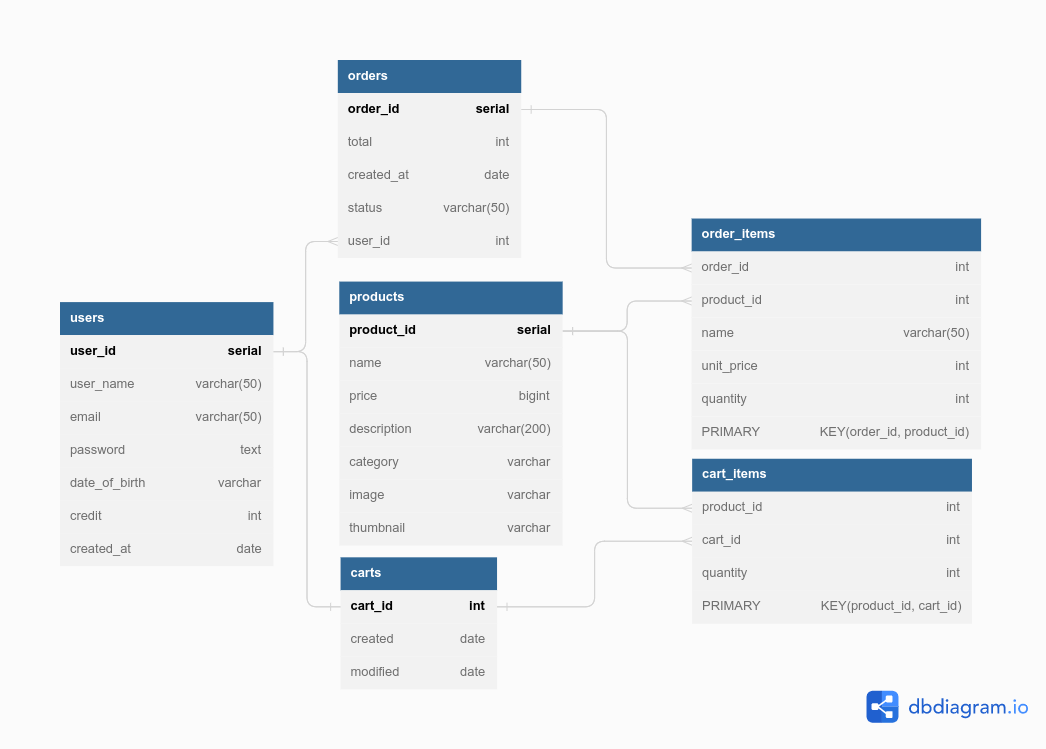 orders
order_id serial
total int
created_at date
status varchar(50)
user_id int
users
user_id serial
user_name varchar(50)
email varchar(50)
password text
date_of_birth varchar
credit int
created_at date
products
product_id serial
name varchar(50)
price bigint
description varchar(200)
category varchar
image varchar
thumbnail varchar
carts
cart_id int
created date
modified date
order_items
order_id int
product_id int
name varchar(50)
unit_price int
quantity int
PRIMARY KEY(order_id, product_id)
cart_items
product_id int
cart_id int
quantity int
PRIMARY KEY(product_id, cart_id)
dbdiagram.io